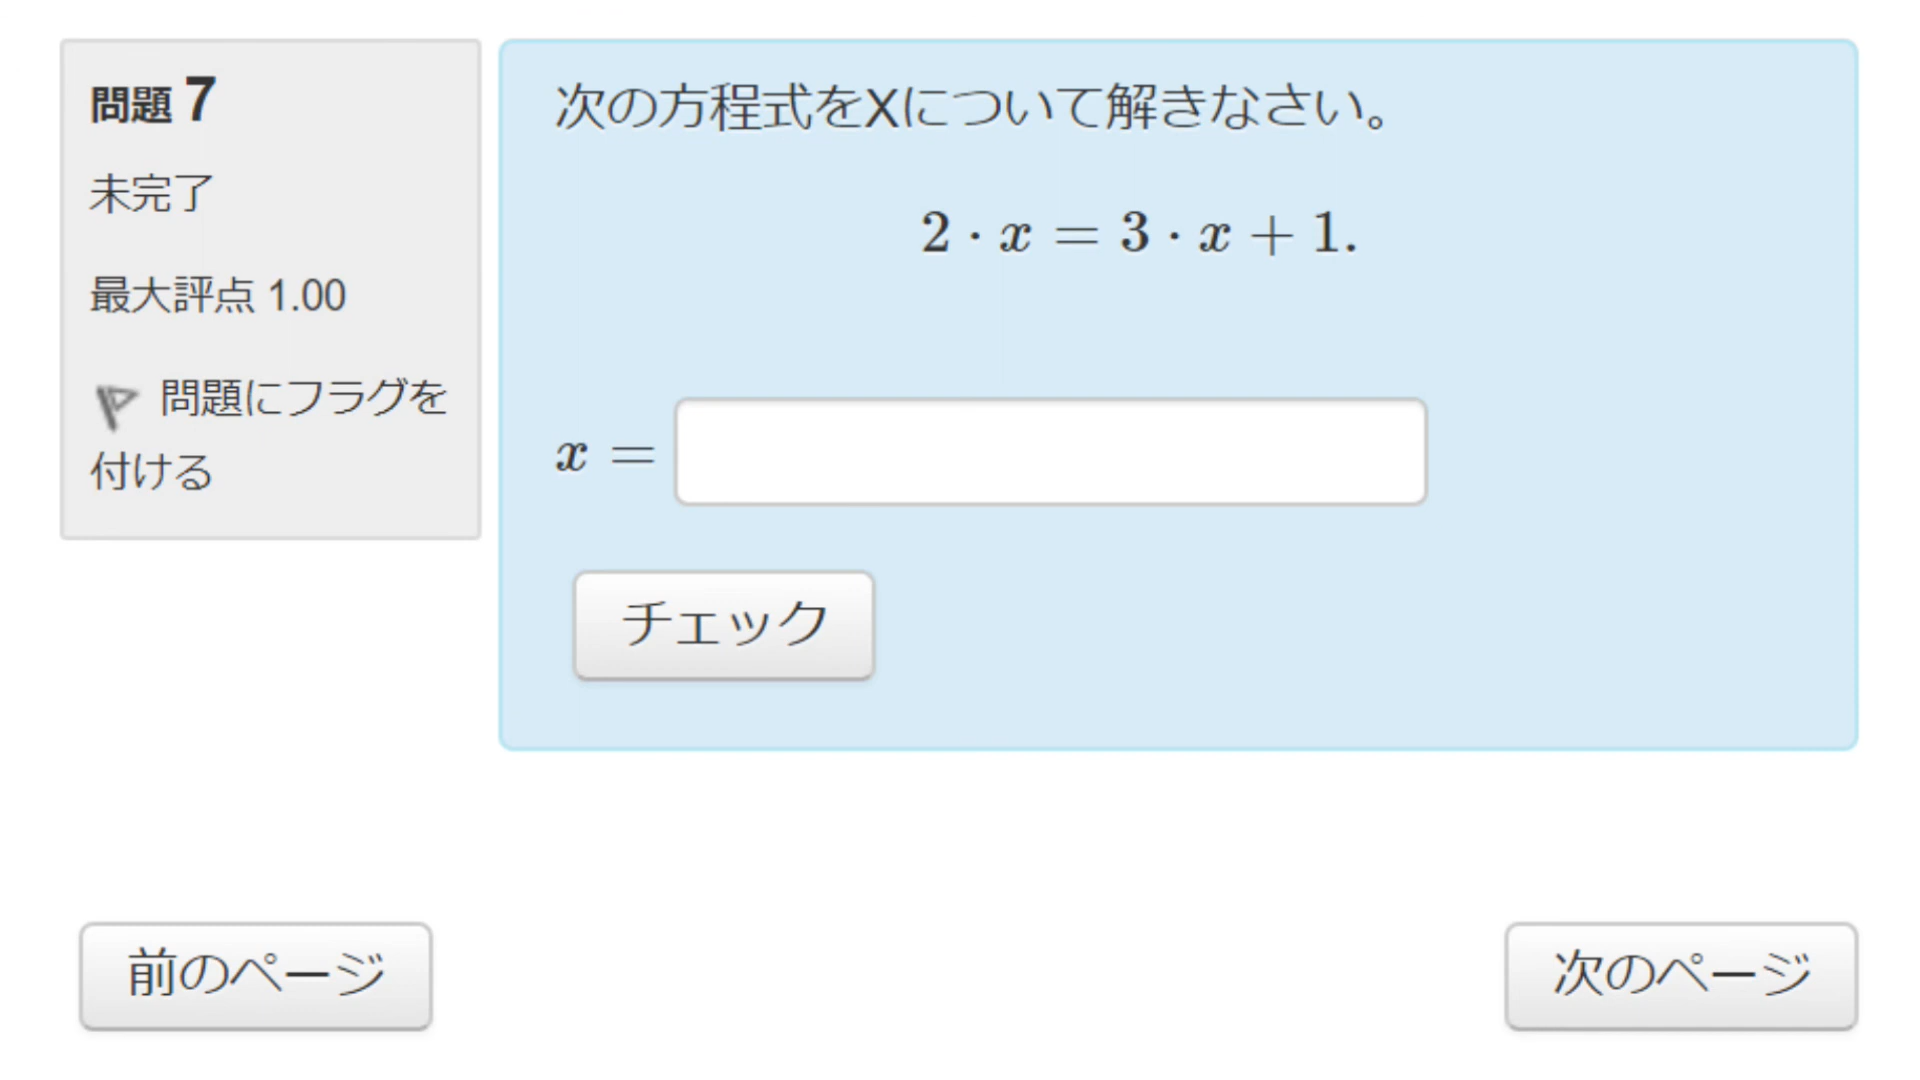 問題 7
未完了
最大評点 1.00
問題にフラグを
付ける
次の方程式をXについて解きなさい。
2 · x = 3 · x + 1.
x =
チェック
前のページ
次のページ